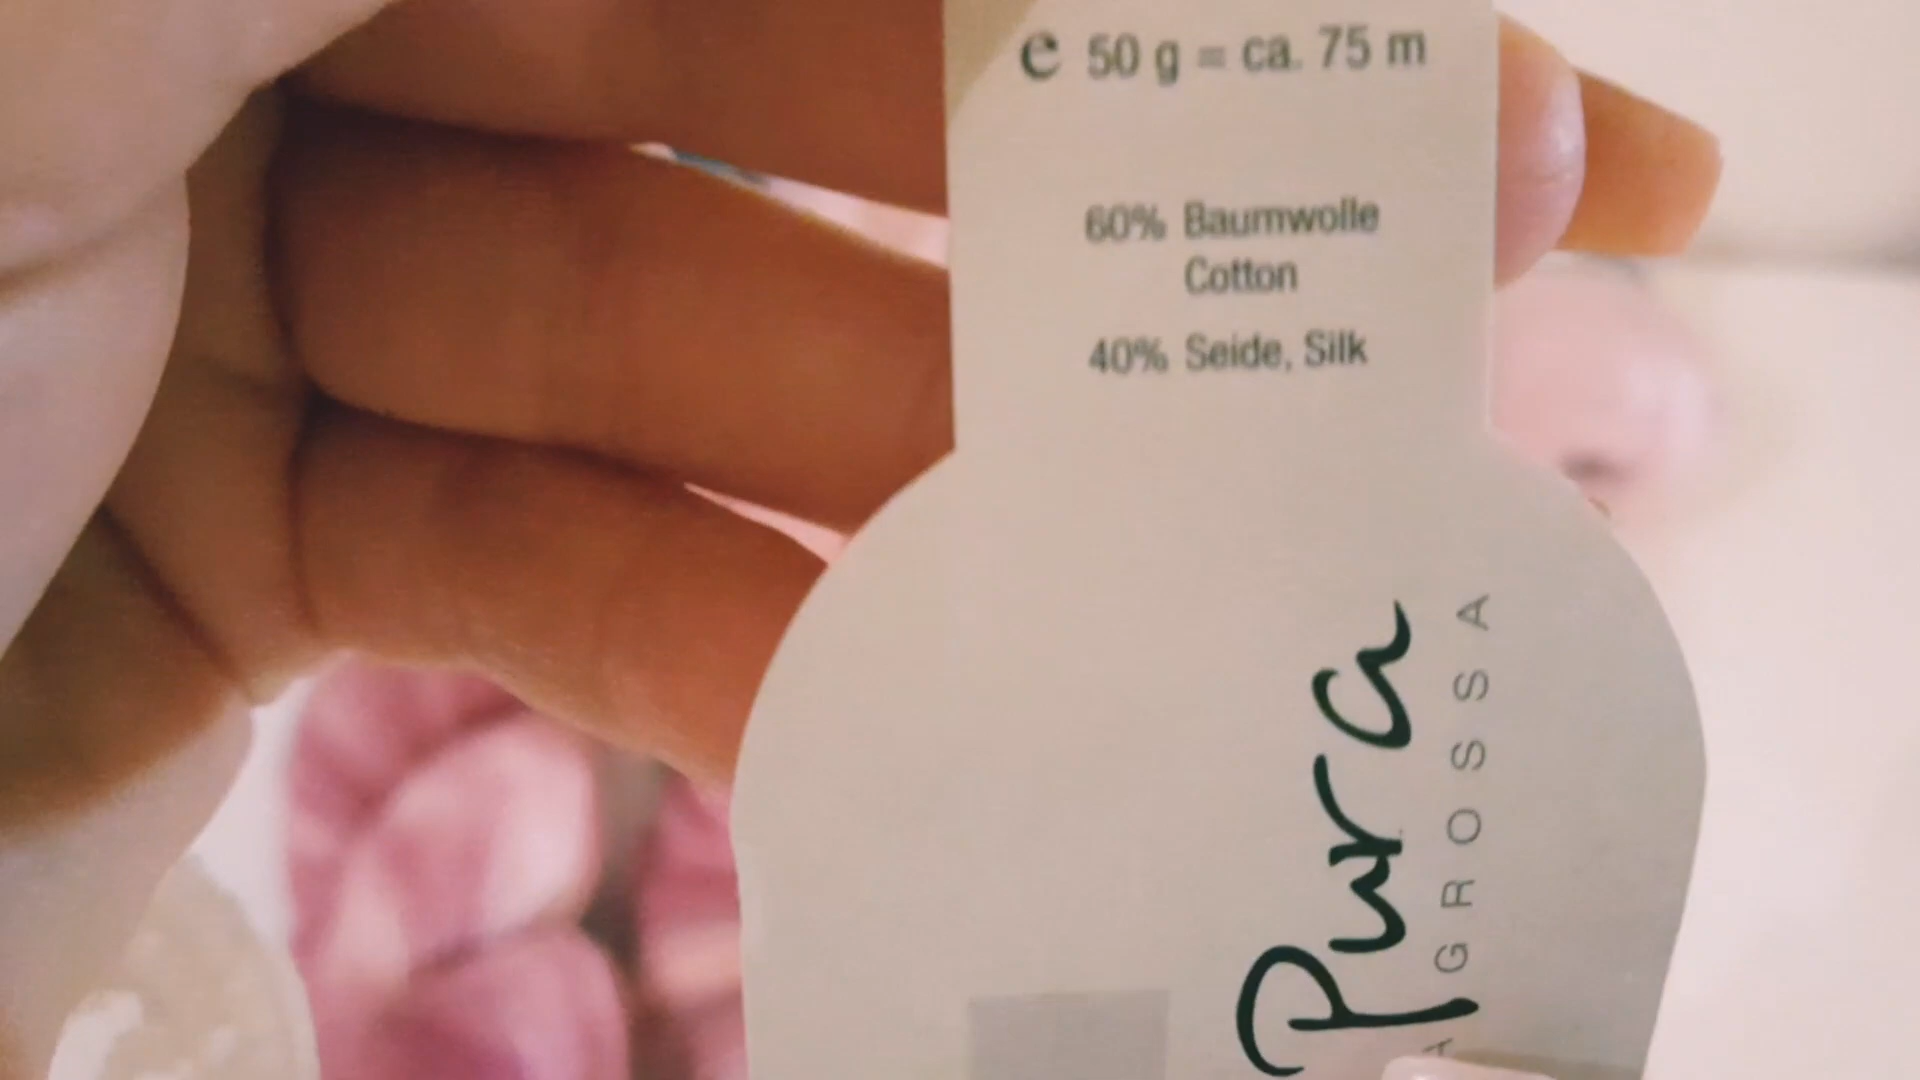 e 50 g = ca. 75 m
60% Baumwolle
Cotton
40% Seide, Silk
Pura
A GROSSA